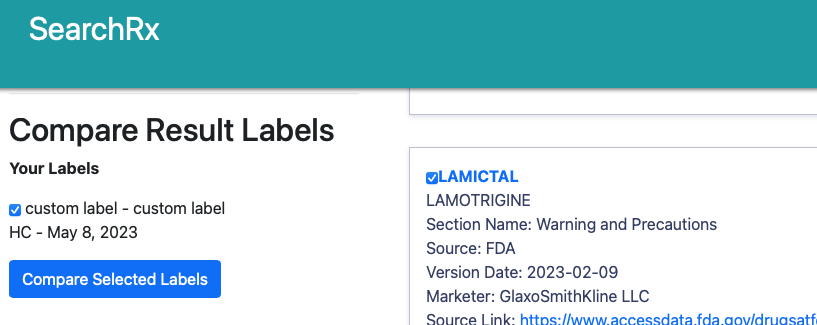 SearchRx
Compare Result Labels
Your Labels
custom label - custom label
HC - May 8, 2023
Compare Selected Labels
LAMICTAL
LAMOTRIGINE
Section Name: Warning and Precautions
Source: FDA
Version Date: 2023-02-09
Marketer: GlaxoSmithKline LLC
Source Link: https://www.accessdata.fda.gov/drugsatf